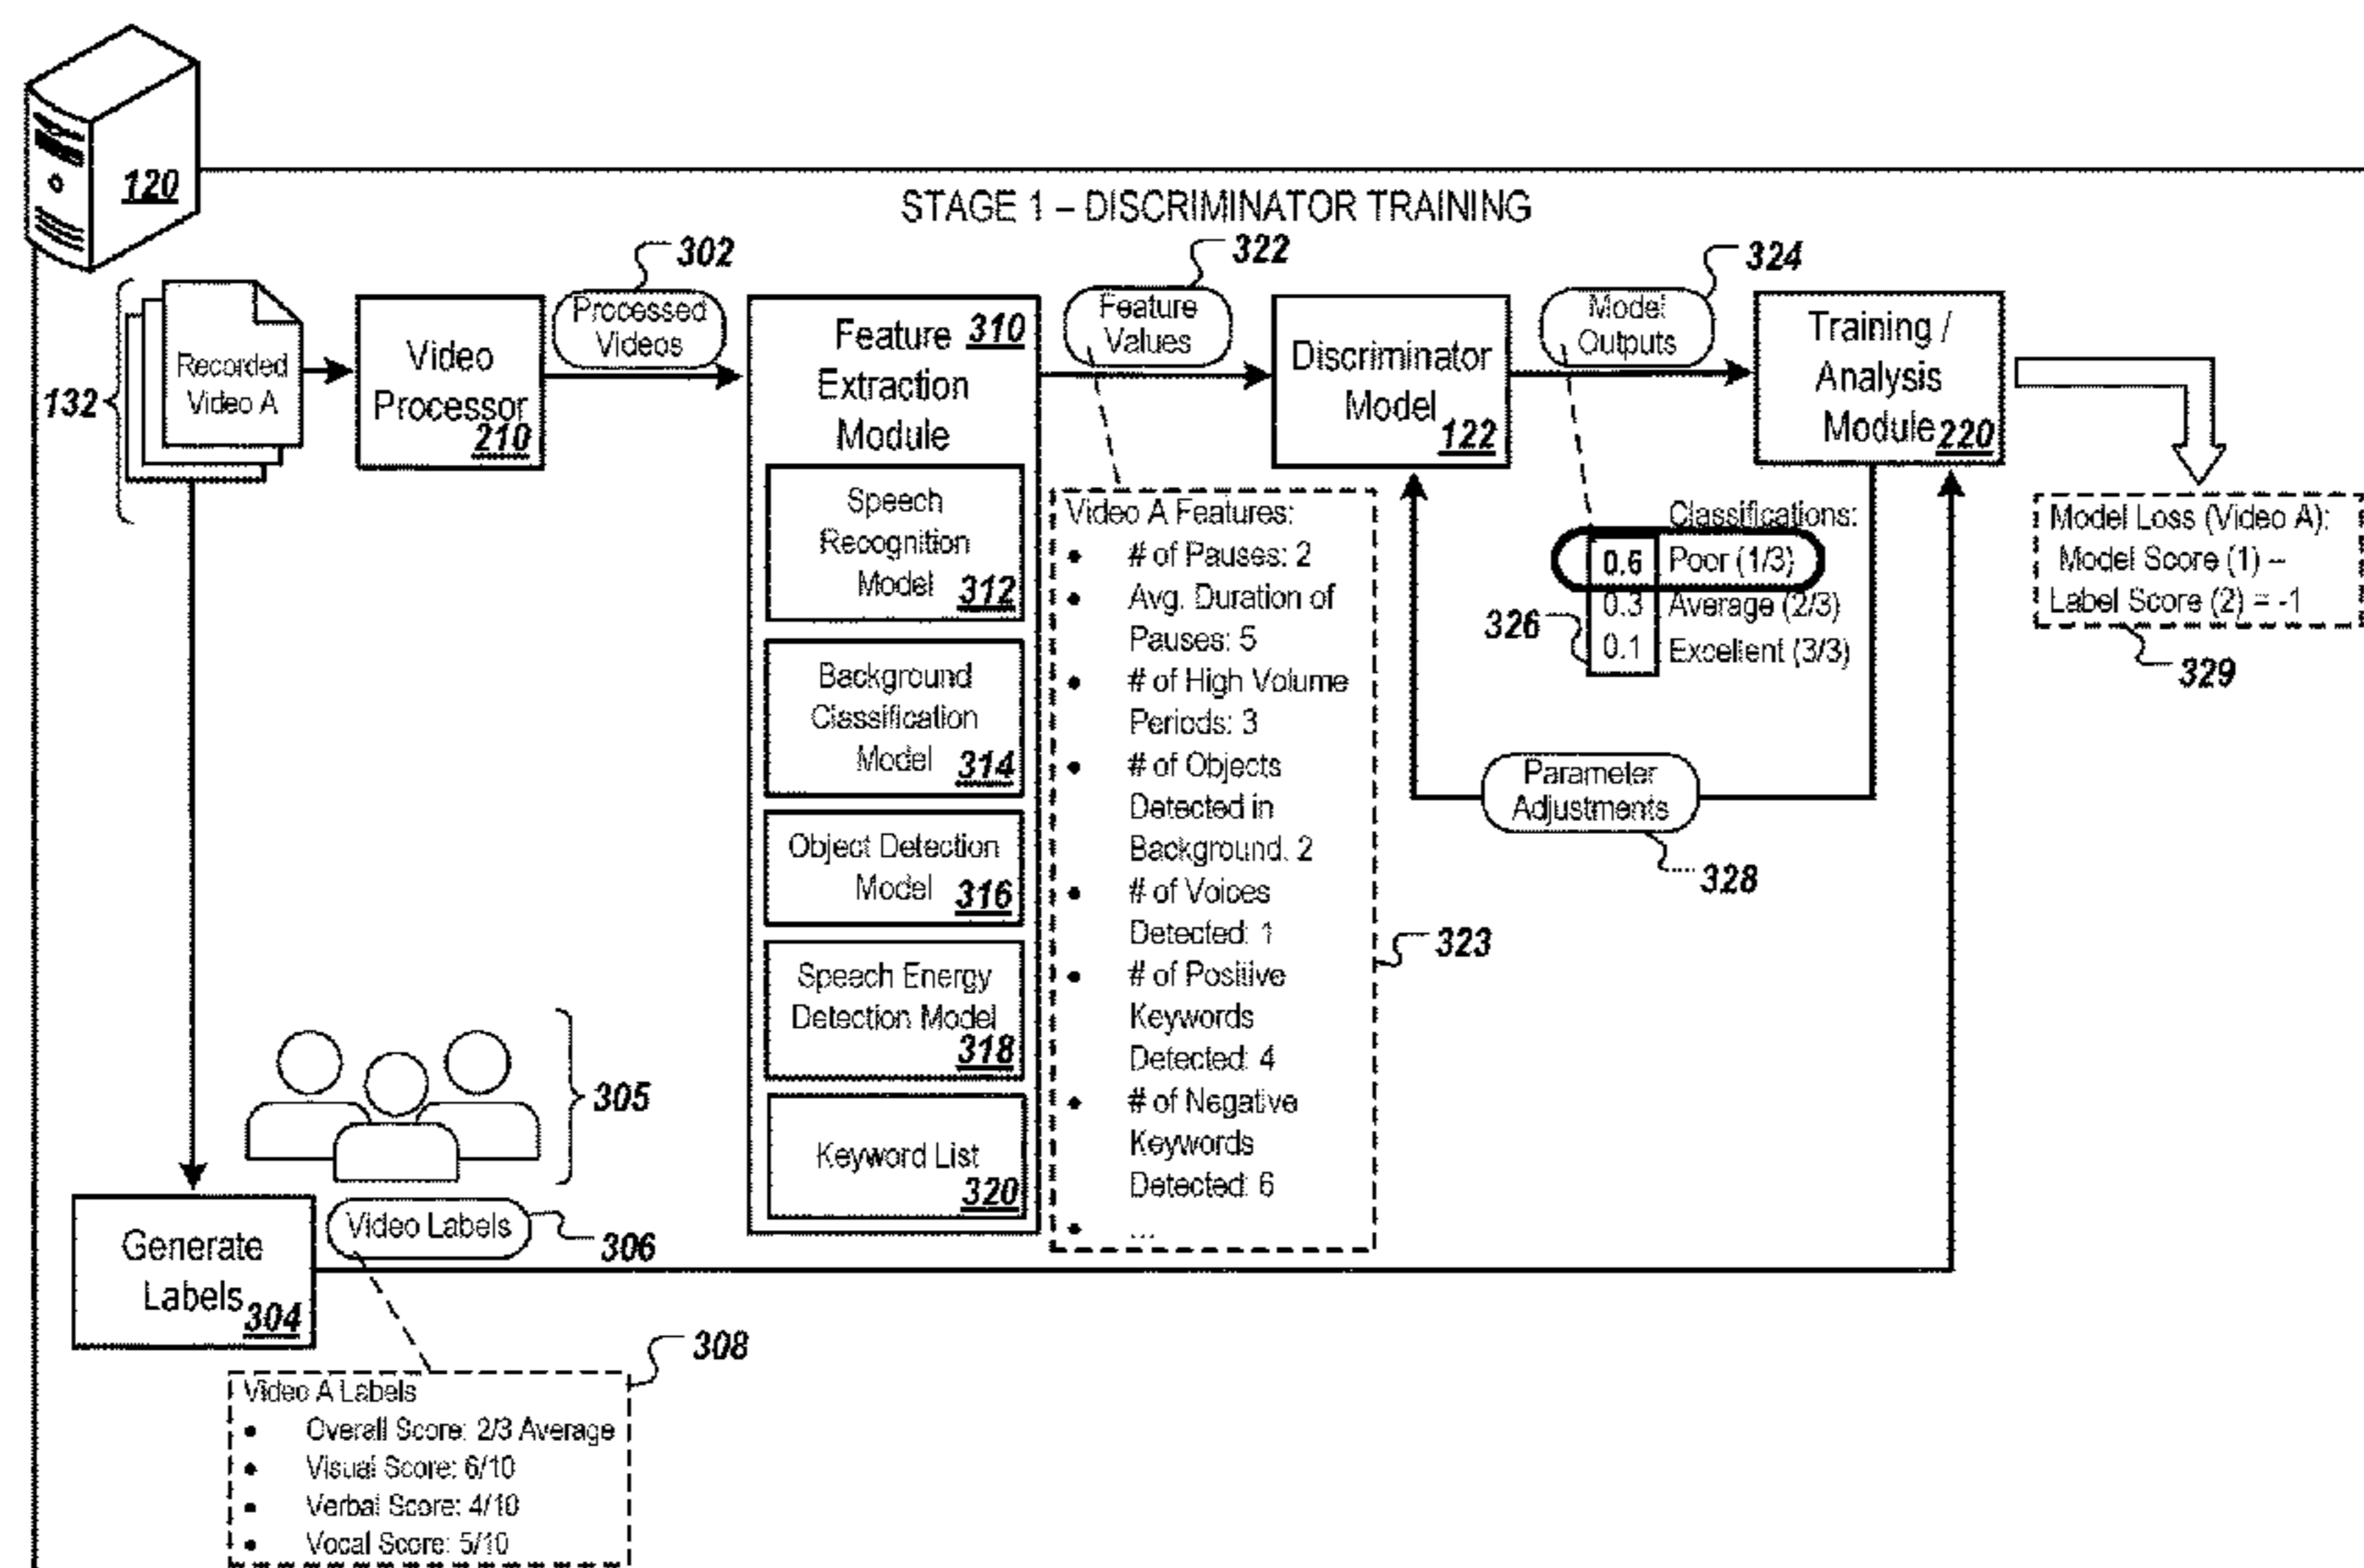 120
STAGE 1 – DISCRIMINATOR TRAINING
132
Recorded
Video A
Video
Processor
210
302
Processed
Videos
Feature 310
Extraction
Module
Speech
Recognition
Model 312
Background
Classification
Model 314
Object Detection
Model 316
Speech Energy
Detection Model
318
Keyword List
320
322
Feature
Values
Video A Features:
• # of Pauses: 2
• Avg. Duration of
Pauses: 5
• # of High Volume
Periods: 3
• # of Objects
Detected in
Background. 2
• # of Voices
Detected: 1
• # of Positive
Keywords
Detected: 4
• # of Negative
Keywords
Detected: 6
• ...
323
Discriminator
Model
122
324
Model
Outputs
Classifications:
0.6 Poor (1/3)
0.3 Average (2/3)
0.1 Excellent (3/3)
326
Training /
Analysis
Module 220
Model Loss (Video A):
Model Score (1) –
Label Score (2) = -1
329
Parameter
Adjustments
328
305
Generate
Labels 304
Video Labels
306
308
Video A Labels
• Overall Score: 2/3 Average
• Visual Score: 6/10
• Verbal Score: 4/10
• Vocal Score: 5/10